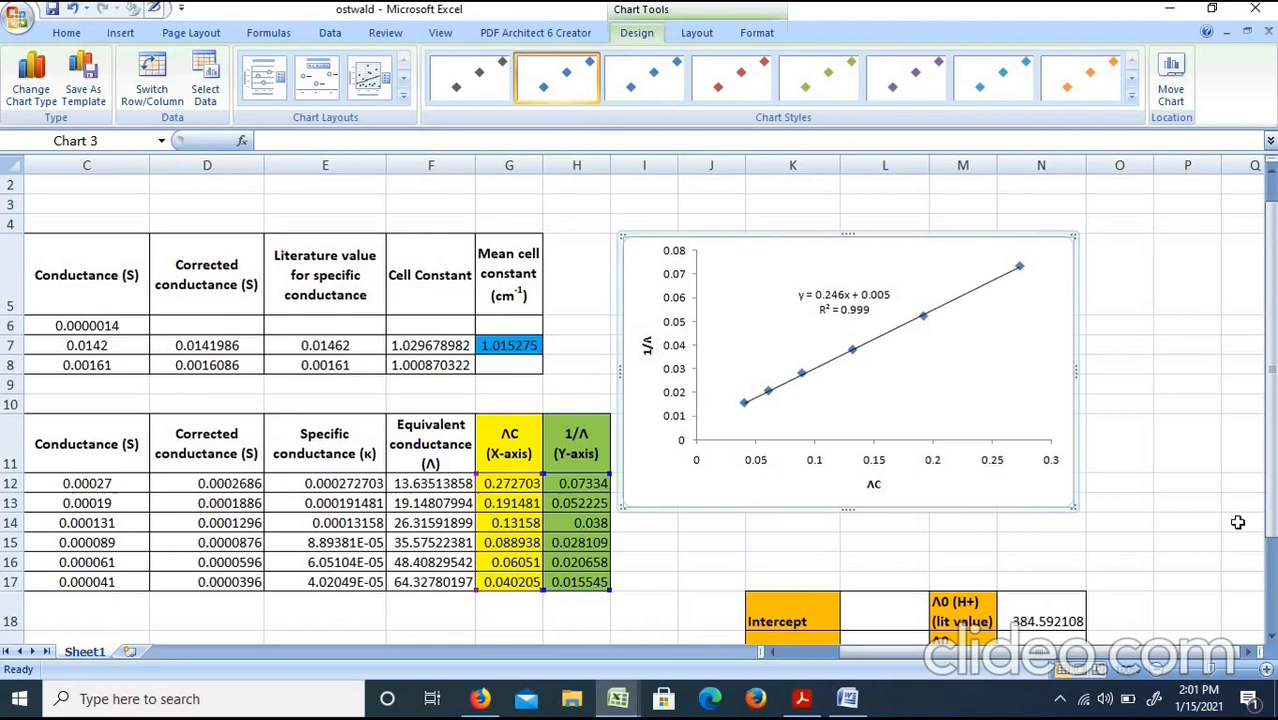 ostwald - Microsoft Excel
Chart Tools
Home Insert Page Layout Formulas Data Review View PDF Architect 6 Creator Design Layout Format
Change Chart Type
Save As Template
Switch Row/Column
Select Data
Move Chart
Type Data Chart Layouts Chart Styles Location
Chart 3 fx
C D E F G H I J K L M N O P Q
2
3
4
5 Conductance (S) Corrected conductance (S) Literature value for specific conductance Cell Constant Mean cell constant (cm-1)
6 0.0000014
7 0.0142 0.0141986 0.01462 1.029678982 1.015275
8 0.00161 0.0016086 0.00161 1.000870322
9
10
11 Conductance (S) Corrected conductance (S) Specific conductance (κ) Equivalent conductance (Λ) ΛC (X-axis) 1/Λ (Y-axis)
12 0.00027 0.0002686 0.000272703 13.63513858 0.272703 0.07334
13 0.00019 0.0001886 0.000191481 19.14807994 0.191481 0.052225
14 0.000131 0.0001296 0.00013158 26.31591899 0.13158 0.038
15 0.000089 0.0000876 8.89381E-05 35.57522381 0.088938 0.028109
16 0.000061 0.0000596 6.05104E-05 48.40829542 0.06051 0.020658
17 0.000041 0.0000396 4.02049E-05 64.32780197 0.040205 0.015545
18 Intercept Λ0 (H+) (lit value) 384.592108
Λ0
0.08
0.07
0.06
0.05
0.04
0.03
0.02
0.01
0
1/Λ
y = 0.246x + 0.005
R² = 0.999
0 0.05 0.1 0.15 0.2 0.25 0.3
ΛC
clideo.com
Sheet1
Ready
Type here to search
2:01 PM
1/15/2021